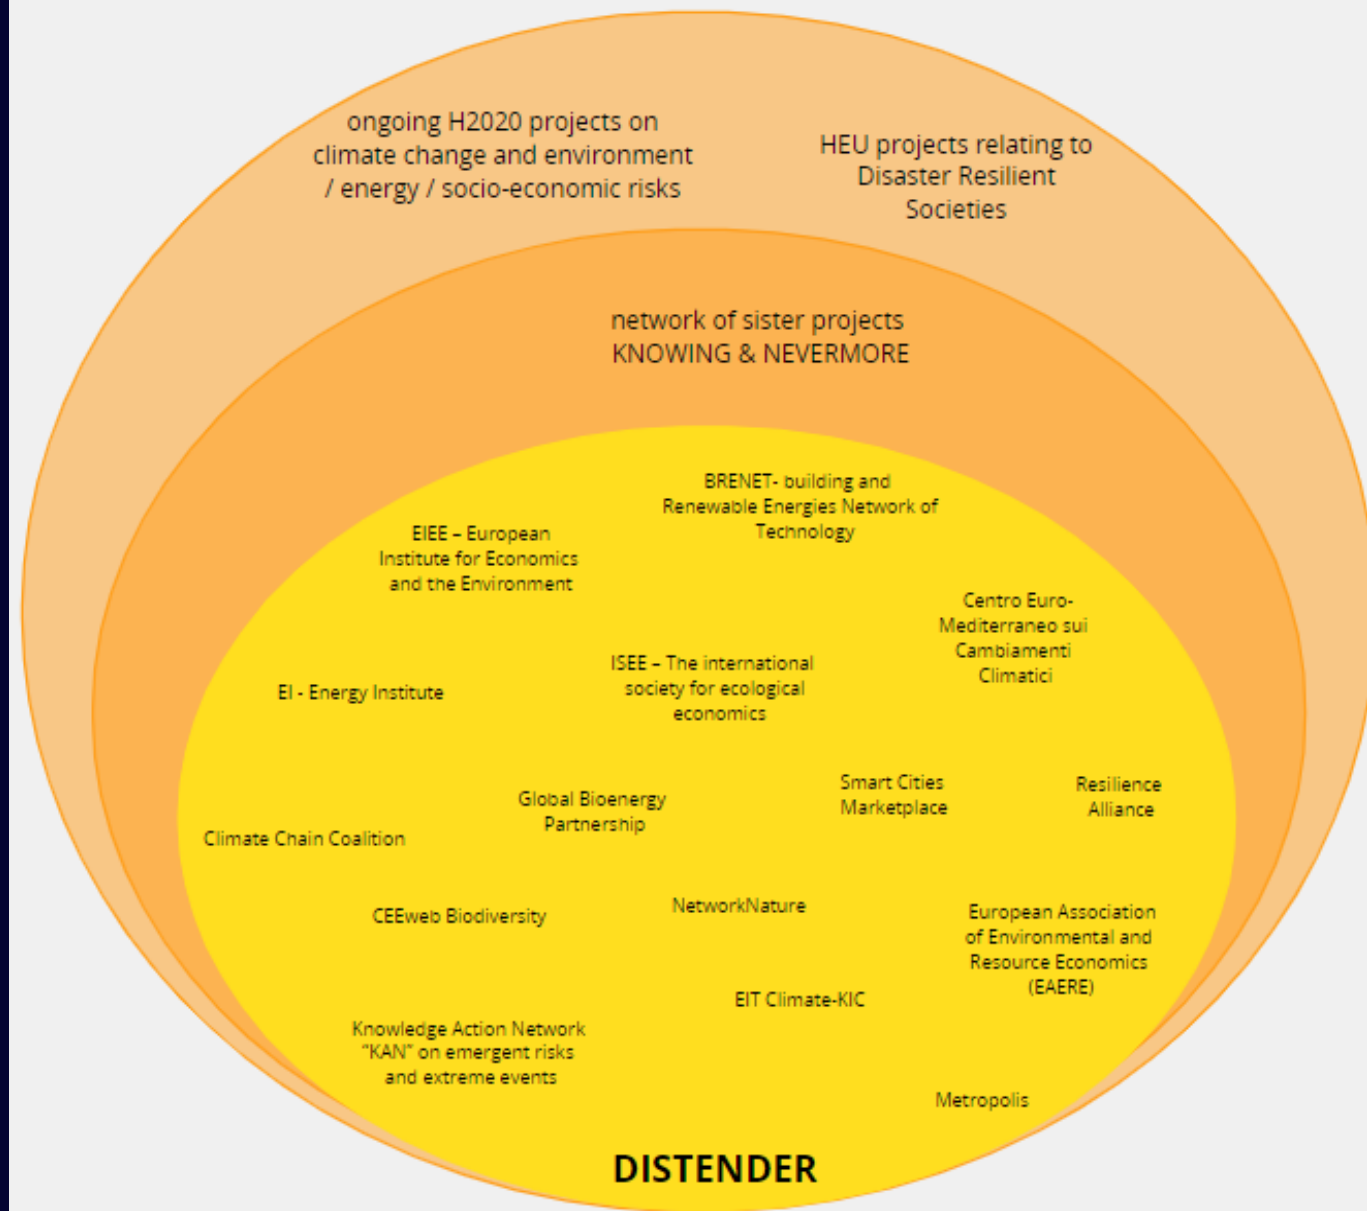 ongoing H2020 projects on
climate change and environment
/ energy / socio-economic risks
HEU projects relating to
Disaster Resilient
Societies
network of sister projects
KNOWING & NEVERMORE
BRENET- building and
Renewable Energies Network of
Technology
EIEE – European
Institute for Economics
and the Environment
Centro Euro-
Mediterraneo sui
Cambiamenti
Climatici
ISEE – The international
society for ecological
economics
EI - Energy Institute
Smart Cities
Marketplace
Resilience
Alliance
Global Bioenergy
Partnership
Climate Chain Coalition
CEEweb Biodiversity
NetworkNature
European Association
of Environmental and
Resource Economics
(EAERE)
EIT Climate-KIC
Knowledge Action Network
“KAN” on emergent risks
and extreme events
Metropolis
DISTENDER